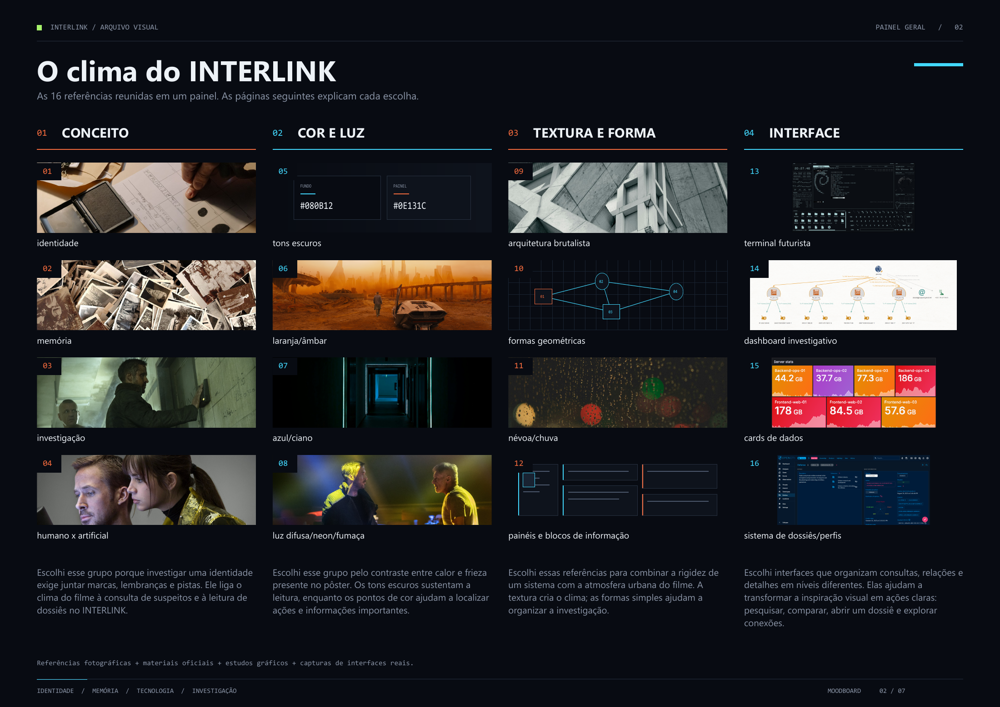 INTERLINK / ARQUIVO VISUAL
PAINEL GERAL / 02
O clima do INTERLINK
As 16 referências reunidas em um painel. As páginas seguintes explicam cada escolha.
01 CONCEITO
02 COR E LUZ
03 TEXTURA E FORMA
04 INTERFACE
01
identidade
02
memória
03
investigação
04
humano x artificial
05
FUNDO
#080B12
PAINEL
#0E131C
tons escuros
06
laranja/âmbar
07
azul/ciano
08
luz difusa/neon/fumaça
09
arquitetura brutalista
10
01
02
03
04
formas geométricas
11
névoa/chuva
12
painéis e blocos de informação
13
20:27:46
terminal futurista
14
dashboard investigativo
15
Server stats
Backend-ops-01
44.2 GB
Backend-ops-02
37.7 GB
Backend-ops-03
77.3 GB
Backend-ops-04
186 GB
Frontend-web-01
178 GB
Frontend-web-02
84.5 GB
Frontend-web-03
57.6 GB
cards de dados
16
sistema de dossiês/perfis
Escolhi esse grupo porque investigar uma identidade
exige juntar marcas, lembranças e pistas. Ele liga o
clima do filme à consulta de suspeitos e à leitura de
dossiês no INTERLINK.
Escolhi esse grupo pelo contraste entre calor e frieza
presente no pôster. Os tons escuros sustentam a
leitura, enquanto os pontos de cor ajudam a localizar
ações e informações importantes.
Escolhi essas referências para combinar a rigidez de
um sistema com a atmosfera urbana do filme. A
textura cria o clima; as formas simples ajudam a
organizar a investigação.
Escolhi interfaces que organizam consultas, relações e
detalhes em níveis diferentes. Elas ajudam a
transformar a inspiração visual em ações claras:
pesquisar, comparar, abrir um dossiê e explorar
conexões.
Referências fotográficas + materiais oficiais + estudos gráficos + capturas de interfaces reais.
IDENTIDADE / MEMÓRIA / TECNOLOGIA / INVESTIGAÇÃO
MOODBOARD 02 / 07